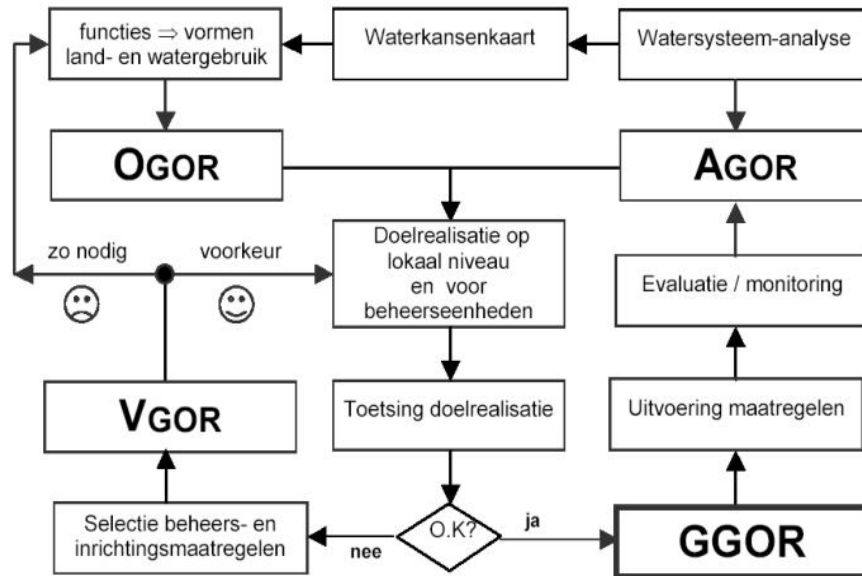 functies ⇒ vormen
land- en watergebruik
Waterkansenkaart
Watersysteem-analyse
OGOR
AGOR
zo nodig
voorkeur
Doelrealisatie op
lokaal niveau
en voor
beheerseenheden
Evaluatie / monitoring
VGOR
Toetsing doelrealisatie
Uitvoering maatregelen
Selectie beheers- en
inrichtingsmaatregelen
nee
O.K?
ja
GGOR